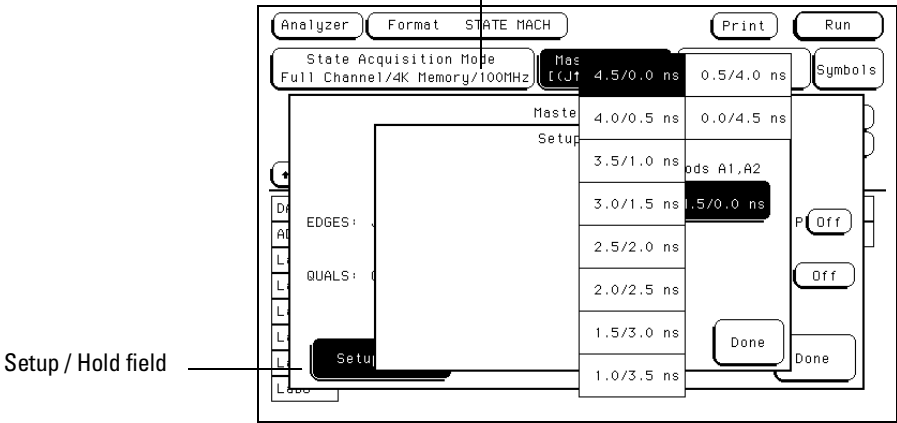 Analyzer Format STATE MACH Print Run
State Acquisition Mode
Full Channel/4K Memory/100MHz
Mas
[(J↑
Symbols
4.5/0.0 ns 0.5/4.0 ns
4.0/0.5 ns 0.0/4.5 ns
3.5/1.0 ns
3.0/1.5 ns
2.5/2.0 ns
2.0/2.5 ns
1.5/3.0 ns
1.0/3.5 ns
Maste
Setup
ods A1,A2
.5/0.0 ns
EDGES:
P Off
QUALS:
Off
Setu
Done
Done
Setup / Hold field